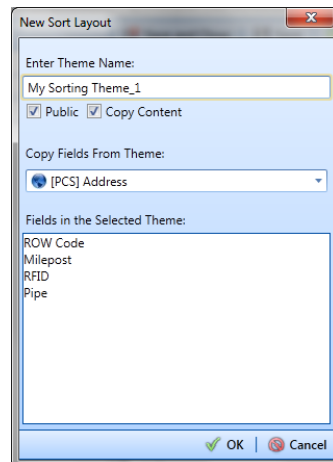 New Sort Layout
Enter Theme Name:
My Sorting Theme_1
Public Copy Content
Copy Fields From Theme:
[PCS] Address
Fields in the Selected Theme:
ROW Code
Milepost
RFID
Pipe
OK | Cancel